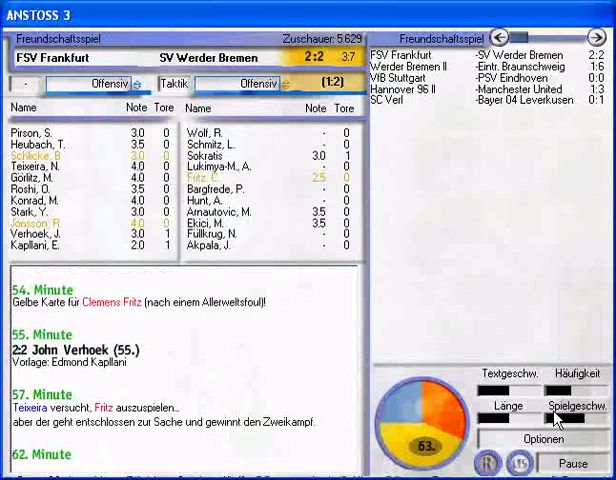 ANSTOSS 3
Freundschaftsspiel Zuschauer: 5.629
FSV Frankfurt SV Werder Bremen 2:2 3:7
- Offensiv Taktik Offensiv (1:2)
Name Note Tore Name Note Tore
Pirson, S. 3.0 0 Wolf, R. - 0
Heubach, T. 3.5 0 Schmitz, L. - 0
Schlicke, B 3.0 0 Sokratis 3.0 1
Teixeira, N. 4.0 0 Lukimya-M., A. - 0
Görlitz, M. 4.0 0 Fritz, C. 2.5 0
Roshi, O. 3.5 0 Bargfrede, P. - 0
Konrad, M. 4.0 0 Hunt, A. - 0
Stark, Y. 3.0 0 Arnautovic, M. 3.5 0
Jönsson, R. 4.0 0 Ekici, M. 3.5 0
Verhoek, J. 3.0 1 Füllkrug, N. - 0
Kapllani, E. 2.0 1 Akpala, J. - 0
54. Minute
Gelbe Karte für Clemens Fritz (nach einem Allerweltsfoul)!
55. Minute
2:2 John Verhoek (55.)
Vorlage: Edmond Kapllani
57. Minute
Teixeira versucht, Fritz auszuspielen...
aber der geht entschlossen zur Sache und gewinnt den Zweikampf.
62. Minute
Freundschaftsspiel
FSV Frankfurt -SV Werder Bremen 2:2
Werder Bremen II -Eintr. Braunschweig 1:6
VfB Stuttgart -PSV Eindhoven 0:0
Hannover 96 II -Manchester United 1:3
SC Verl -Bayer 04 Leverkusen 0:1
Textgeschw. Häufigkeit
Länge Spielgeschw.
63.
Optionen
R
Pause